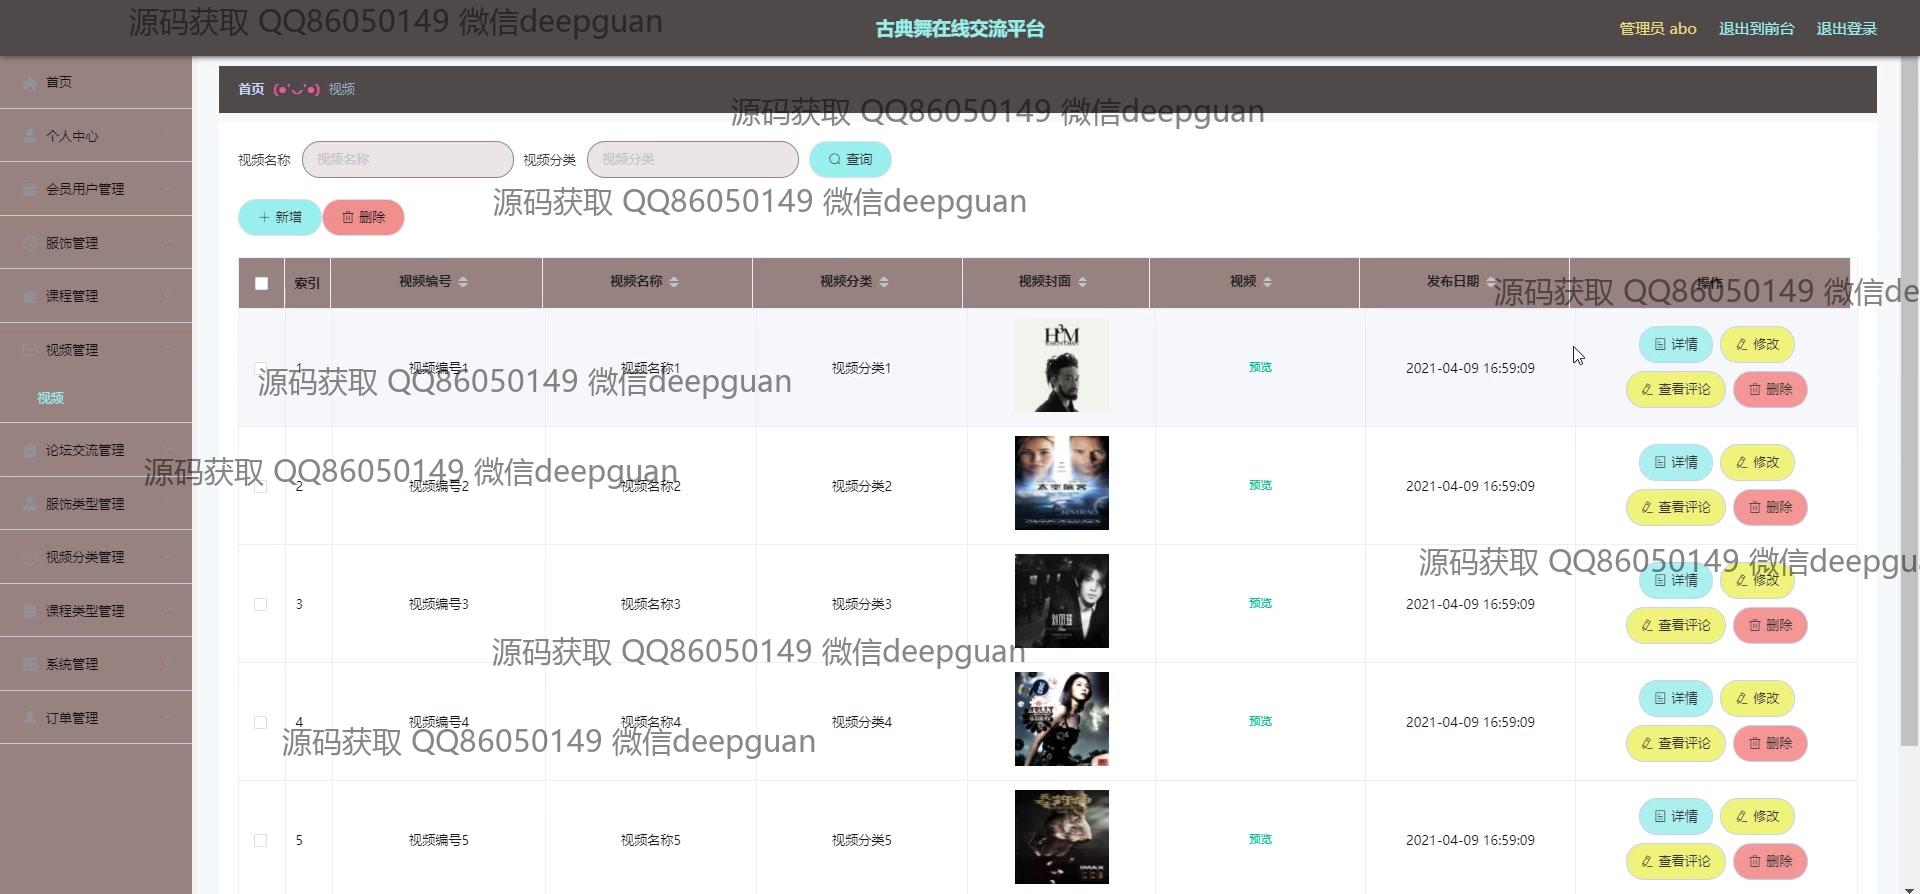 源码获取 QQ86050149 微信deepguan
古典舞在线交流平台
管理员 abo 退出到前台 退出登录
首页 (●'◡'●) 视频
源码获取 QQ86050149 微信deepguan
首页
个人中心
会员用户管理
服饰管理
课程管理
视频管理
视频
论坛交流管理
服饰类型管理
视频分类管理
课程类型管理
系统管理
订单管理
视频名称 视频名称 视频分类 视频分类 查询
源码获取 QQ86050149 微信deepguan
新增 删除
索引 视频编号 视频名称 视频分类 视频封面 视频 发布日期 操作
源码获取 QQ86050149 微信de
1 视频编号1 视频名称1 视频分类1 预览 2021-04-09 16:59:09 详情 修改
查看评论 删除
H3M
源码获取 QQ86050149 微信deepguan
2 视频编号2 视频名称2 视频分类2 预览 2021-04-09 16:59:09 详情 修改
查看评论 删除
太空旅客
源码获取 QQ86050149 微信deepguan
3 视频编号3 视频名称3 视频分类3 预览 2021-04-09 16:59:09 详情 修改
查看评论 删除
源码获取 QQ86050149 微信deepgu
源码获取 QQ86050149 微信deepguan
4 视频编号4 视频名称4 视频分类4 预览 2021-04-09 16:59:09 详情 修改
查看评论 删除
源码获取 QQ86050149 微信deepguan
5 视频编号5 视频名称5 视频分类5 预览 2021-04-09 16:59:09 详情 修改
查看评论 删除
IMAX